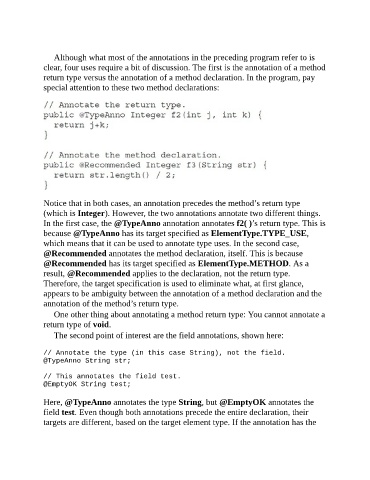 Although what most of the annotations in the preceding program refer to is
clear, four uses require a bit of discussion. The first is the annotation of a method
return type versus the annotation of a method declaration. In the program, pay
special attention to these two method declarations:
// Annotate the return type.
public @TypeAnno Integer f2(int j, int k) {
return j+k;
}
// Annotate the method declaration.
public @Recommended Integer f3(String str) {
return str.length() / 2;
}
Notice that in both cases, an annotation precedes the method's return type
(which is Integer). However, the two annotations annotate two different things.
In the first case, the @TypeAnno annotation annotates f2( )'s return type. This is
because @TypeAnno has its target specified as ElementType.TYPE_USE,
which means that it can be used to annotate type uses. In the second case,
@Recommended annotates the method declaration, itself. This is because
@Recommended has its target specified as ElementType.METHOD. As a
result, @Recommended applies to the declaration, not the return type.
Therefore, the target specification is used to eliminate what, at first glance,
appears to be ambiguity between the annotation of a method declaration and the
annotation of the method's return type.
One other thing about annotating a method return type: You cannot annotate a
return type of void.
The second point of interest are the field annotations, shown here:
// Annotate the type (in this case String), not the field.
@TypeAnno String str;
// This annotates the field test.
@EmptyOK String test;
Here, @TypeAnno annotates the type String, but @EmptyOK annotates the
field test. Even though both annotations precede the entire declaration, their
targets are different, based on the target element type. If the annotation has the